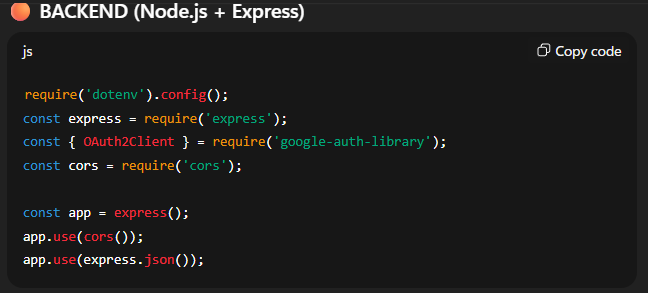 BACKEND (Node.js + Express)
js Copy code
require('dotenv').config();
const express = require('express');
const { OAuth2Client } = require('google-auth-library');
const cors = require('cors');
const app = express();
app.use(cors());
app.use(express.json());